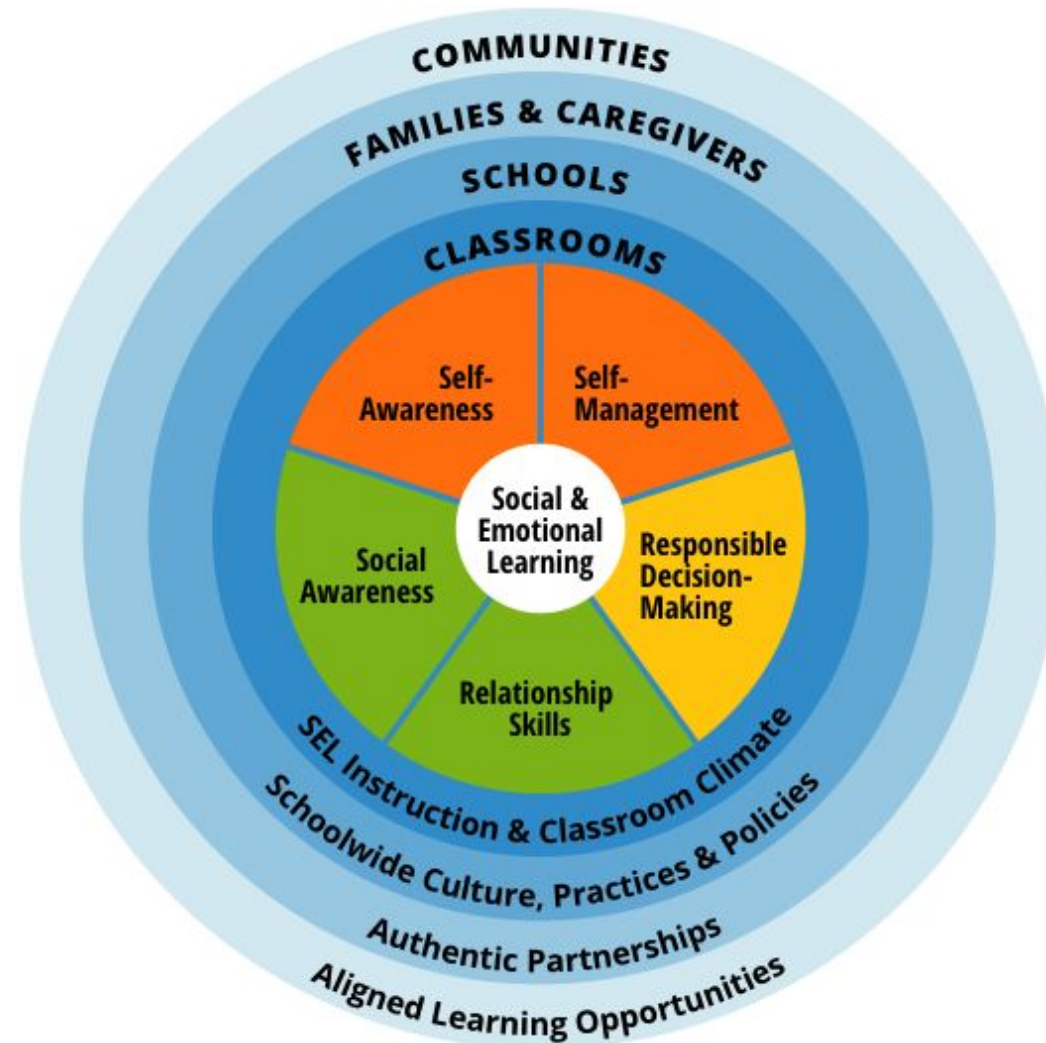 COMMUNITIES
FAMILIES & CAREGIVERS
SCHOOLS
CLASSROOMS
Self-
Awareness
Self-
Management
Social &
Emotional
Learning
Social
Awareness
Responsible
Decision-
Making
Relationship
Skills
SEL Instruction & Classroom Climate
Schoolwide Culture, Practices & Policies
Authentic Partnerships
Aligned Learning Opportunities